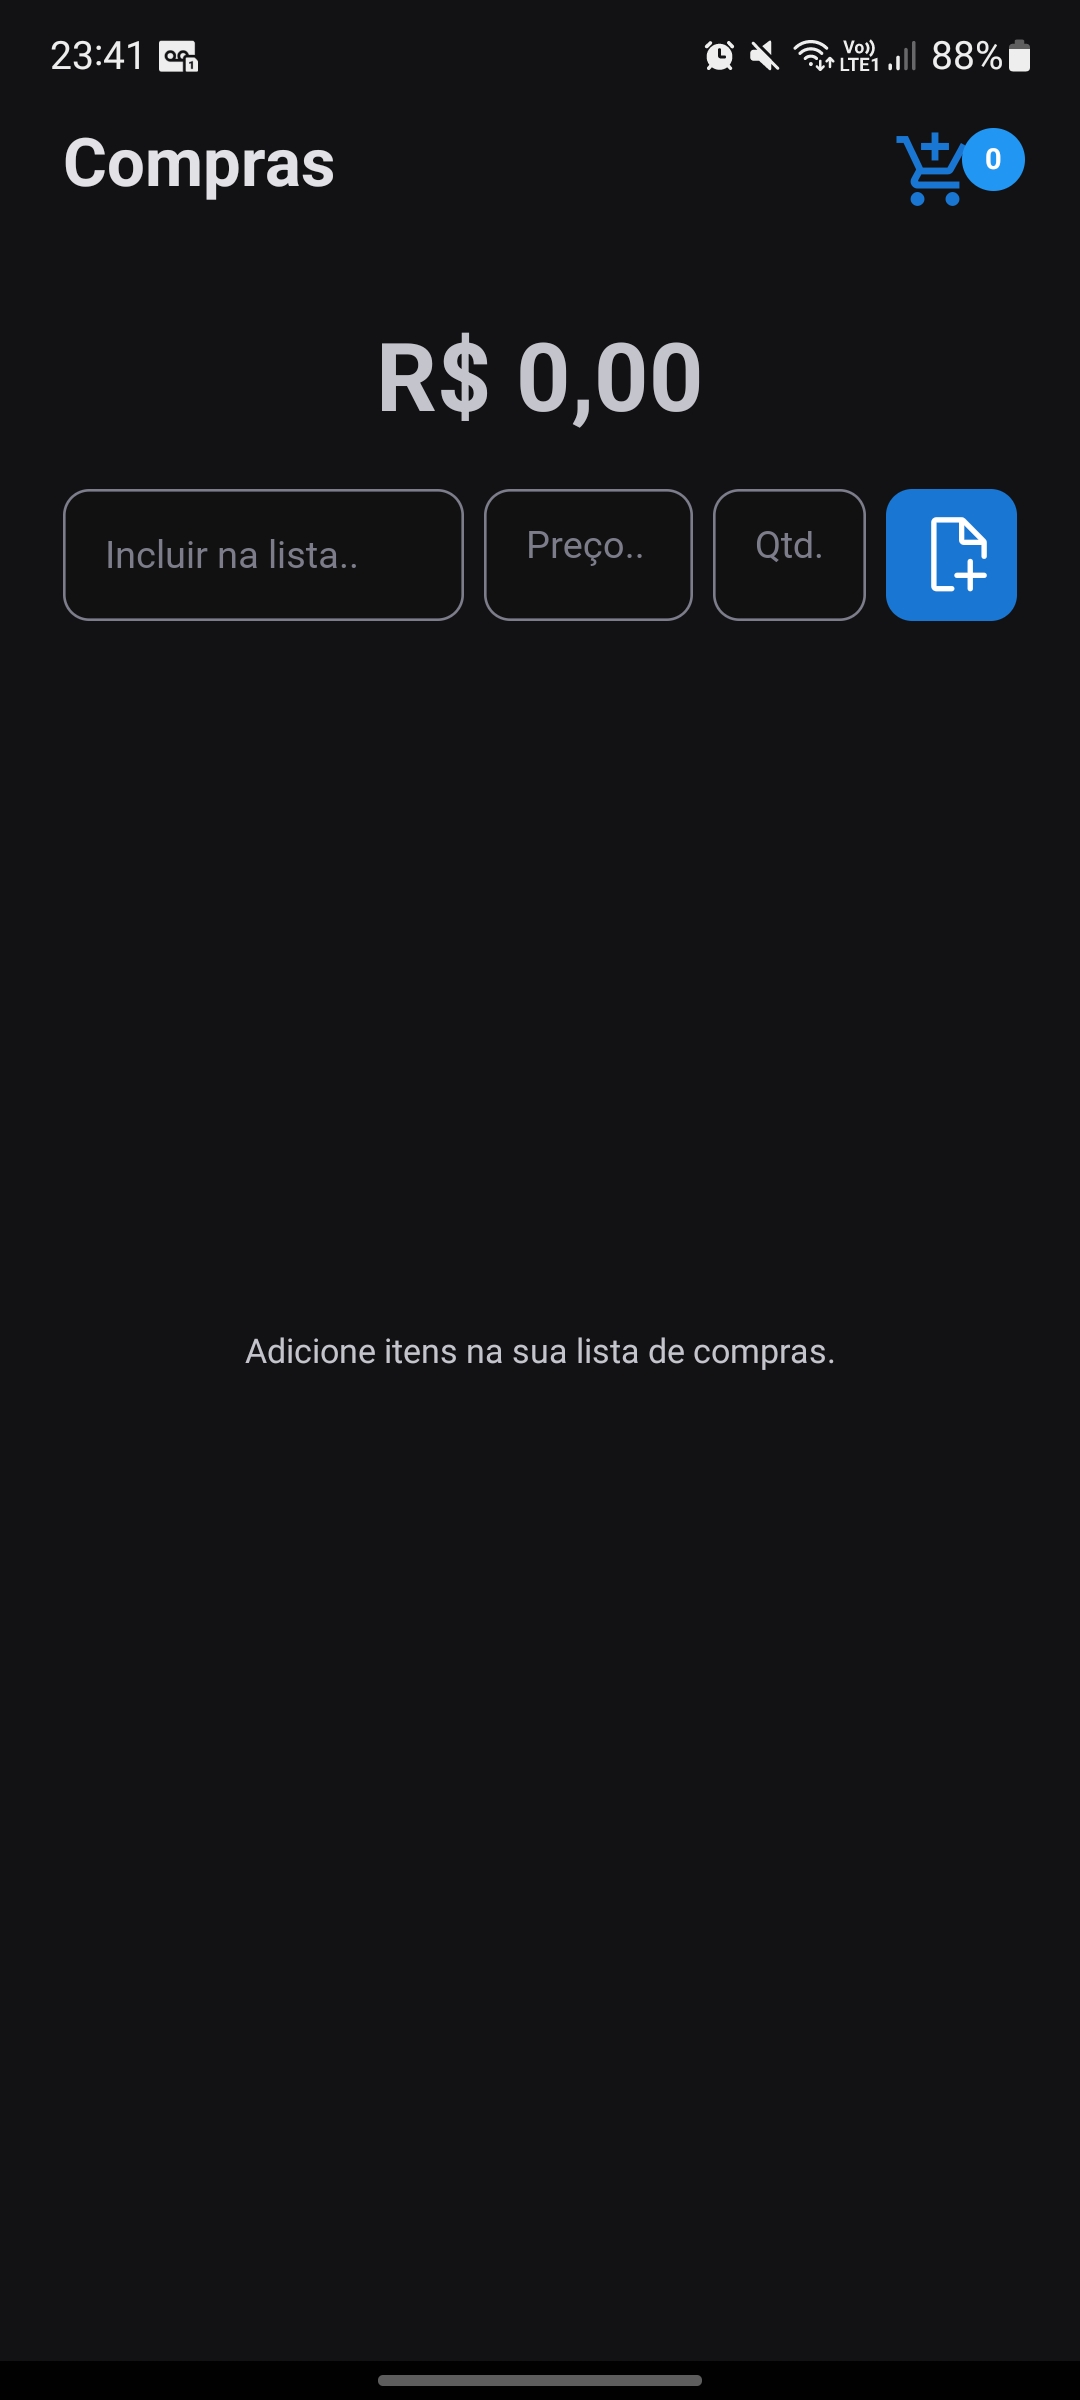 23:41
Vo)) LTE1 88%
Compras
0
R$ 0,00
Incluir na lista.. Preço.. Qtd.
Adicione itens na sua lista de compras.